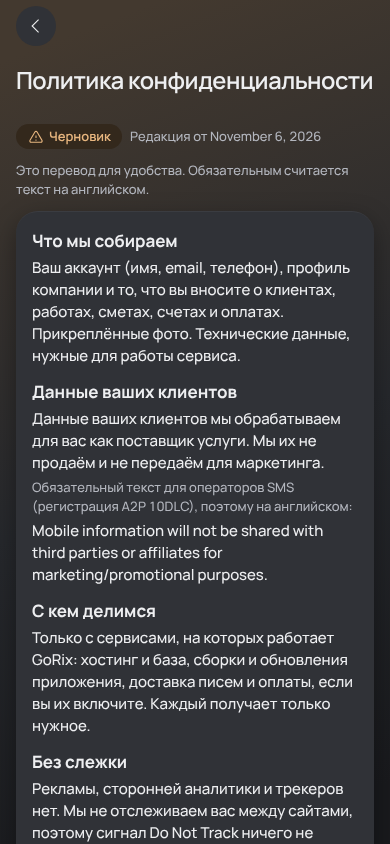 Политика конфиденциальности
Черновик Редакция от November 6, 2026
Это перевод для удобства. Обязательным считается
текст на английском.
Что мы собираем
Ваш аккаунт (имя, email, телефон), профиль
компании и то, что вы вносите о клиентах,
работах, сметах, счетах и оплатах.
Прикреплённые фото. Технические данные,
нужные для работы сервиса.
Данные ваших клиентов
Данные ваших клиентов мы обрабатываем
для вас как поставщик услуги. Мы их не
продаём и не передаём для маркетинга.
Обязательный текст для операторов SMS
(регистрация A2P 10DLC), поэтому на английском:
Mobile information will not be shared with
third parties or affiliates for
marketing/promotional purposes.
С кем делимся
Только с сервисами, на которых работает
GoRix: хостинг и база, сборки и обновления
приложения, доставка писем и оплаты, если
вы их включите. Каждый получает только
нужное.
Без слежки
Рекламы, сторонней аналитики и трекеров
нет. Мы не отслеживаем вас между сайтами,
поэтому сигнал Do Not Track ничего не